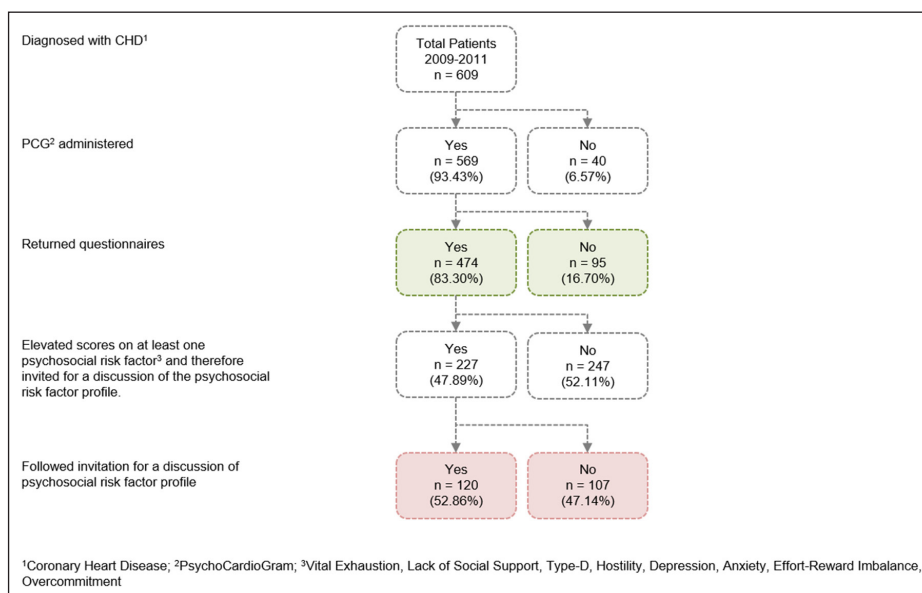 Diagnosed with CHD¹
Total Patients
2009-2011
n = 609
PCG² administered
Yes
n = 569
(93.43%)
No
n = 40
(6.57%)
Returned questionnaires
Yes
n = 474
(83.30%)
No
n = 95
(16.70%)
Elevated scores on at least one
psychosocial risk factor³ and therefore
invited for a discussion of the psychosocial
risk factor profile.
Yes
n = 227
(47.89%)
No
n = 247
(52.11%)
Followed invitation for a discussion of
psychosocial risk factor profile
Yes
n = 120
(52.86%)
No
n = 107
(47.14%)
¹Coronary Heart Disease; ²PsychoCardioGram; ³Vital Exhaustion, Lack of Social Support, Type-D, Hostility, Depression, Anxiety, Effort-Reward Imbalance,
Overcommitment